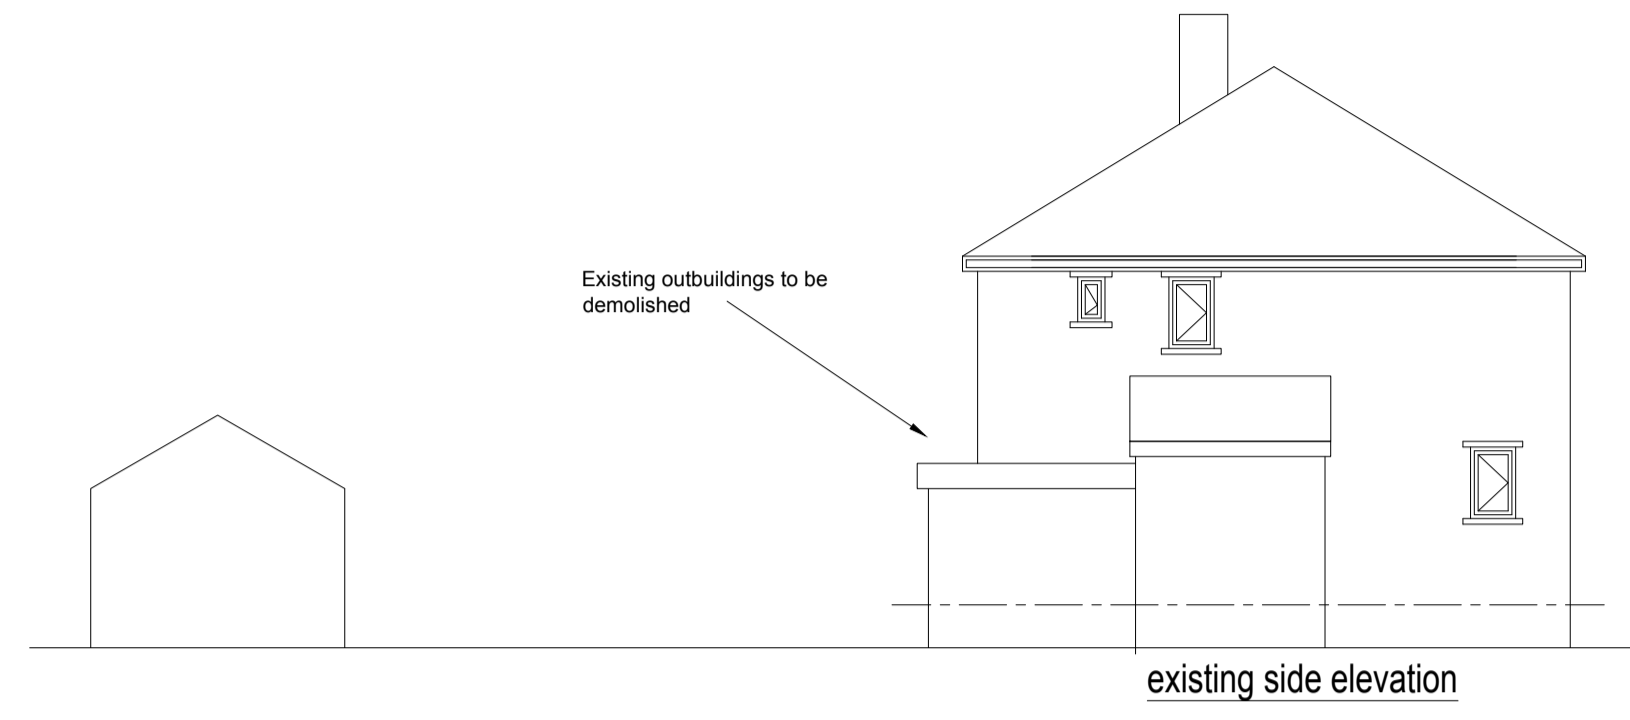 Existing outbuildings to be
demolished
existing side elevation